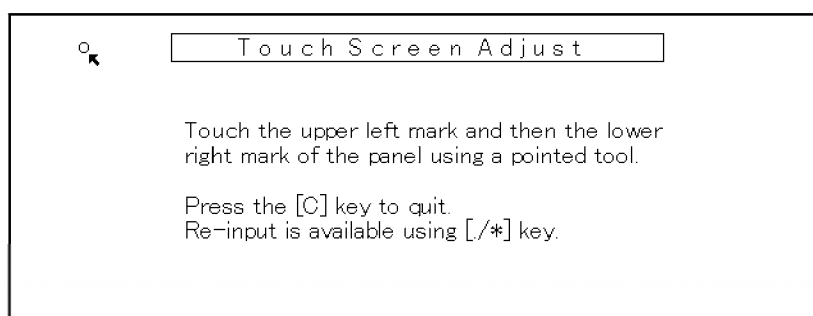 Touch Screen Adjust
Touch the upper left mark and then the lower
right mark of the panel using a pointed tool.
Press the [C] key to quit.
Re-input is available using [./*] key.